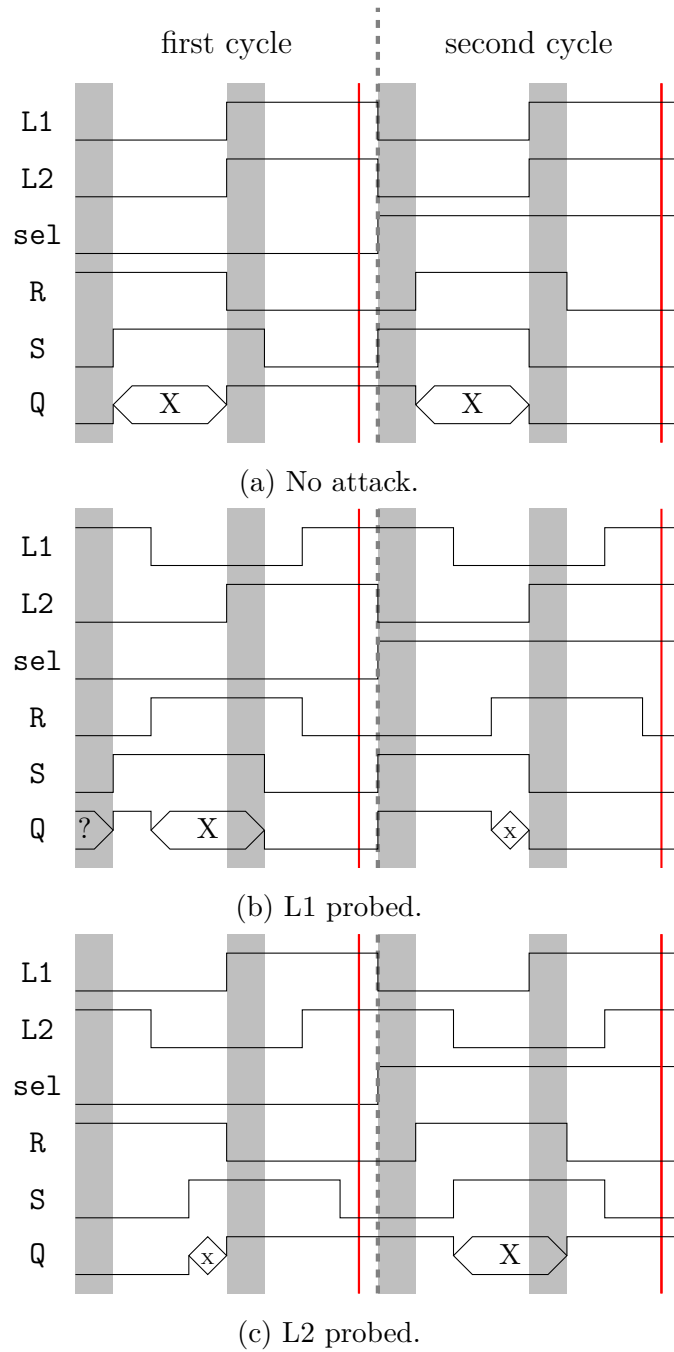 first cycle second cycle
L1
L2
sel
R
S
Q X X
(a) No attack.
L1
L2
sel
R
S
Q ? X x
(b) L1 probed.
L1
L2
sel
R
S
Q x X
(c) L2 probed.